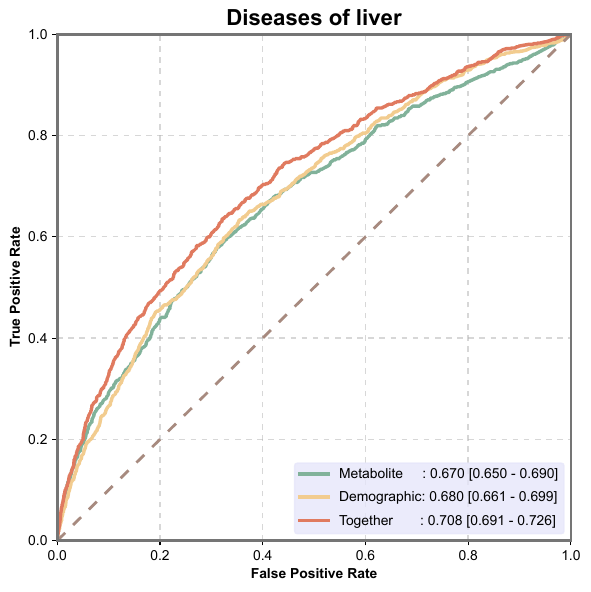 Diseases of liver
1.0
0.8
0.6
0.4
0.2
0.0
True Positive Rate
Metabolite : 0.670 [0.650 - 0.690]
Demographic: 0.680 [0.661 - 0.699]
Together : 0.708 [0.691 - 0.726]
0.0 0.2 0.4 0.6 0.8 1.0
False Positive Rate